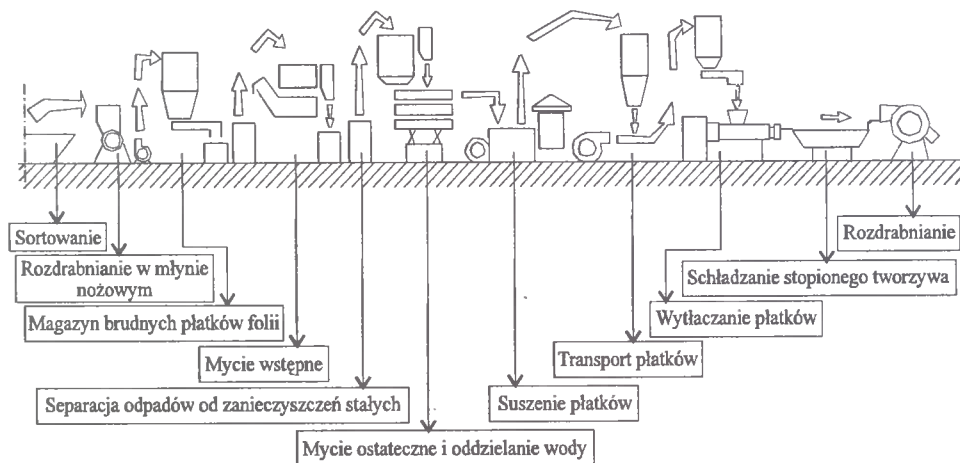 Sortowanie
Rozdrabnianie w młynie
nożowym
Magazyn brudnych płatków folii
Mycie wstępne
Separacja odpadów od zanieczyszczeń stałych
Mycie ostateczne i oddzielanie wody
Suszenie płatków
Transport płatków
Wytłaczanie płatków
Schładzanie stopionego tworzywa
Rozdrabnianie